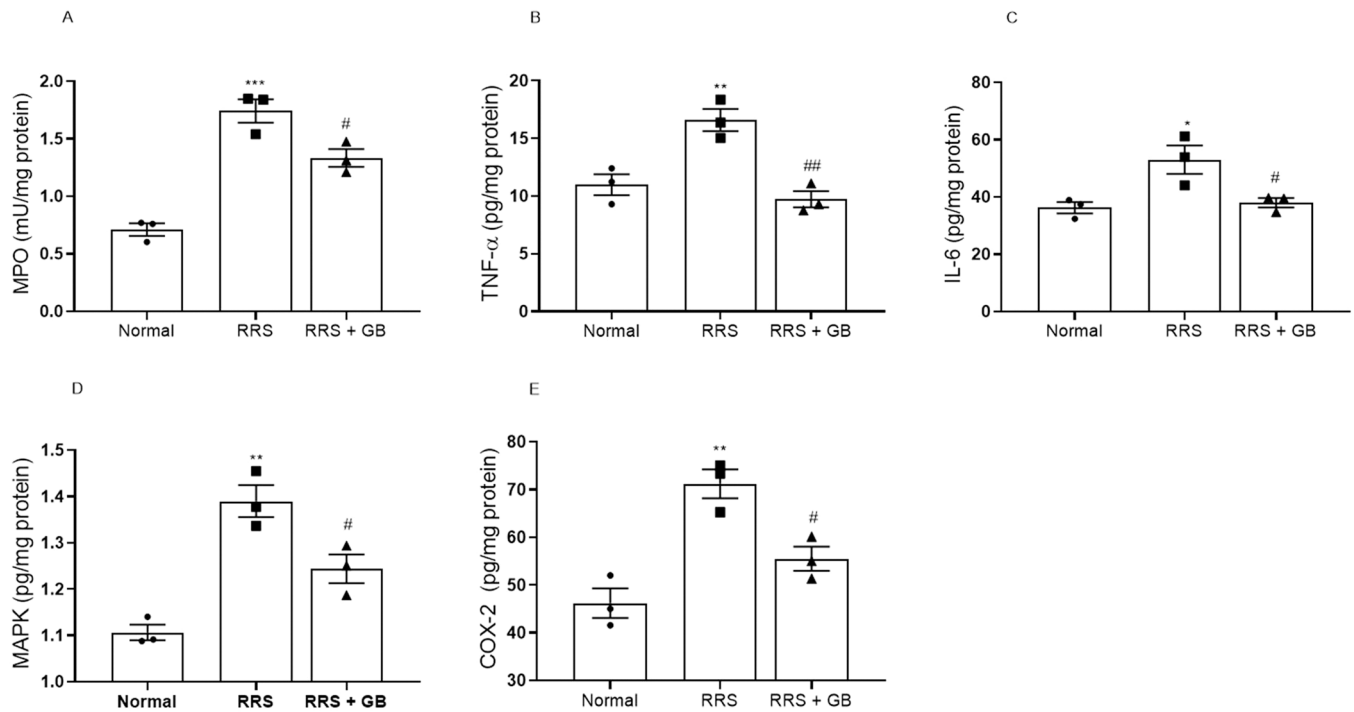 A
MPO (mU/mg protein)
2.0
1.5
1.0
0.5
0.0
***
#
Normal
RRS
RRS + GB
B
TNF-α (pg/mg protein)
20
15
10
5
0
**
##
Normal
RRS
RRS + GB
C
IL-6 (pg/mg protein)
80
60
40
20
0
*
#
Normal
RRS
RRS + GB
D
MAPK (pg/mg protein)
1.5
1.4
1.3
1.2
1.1
1.0
**
#
Normal
RRS
RRS + GB
E
COX-2 (pg/mg protein)
80
70
60
50
40
30
**
#
Normal
RRS
RRS + GB